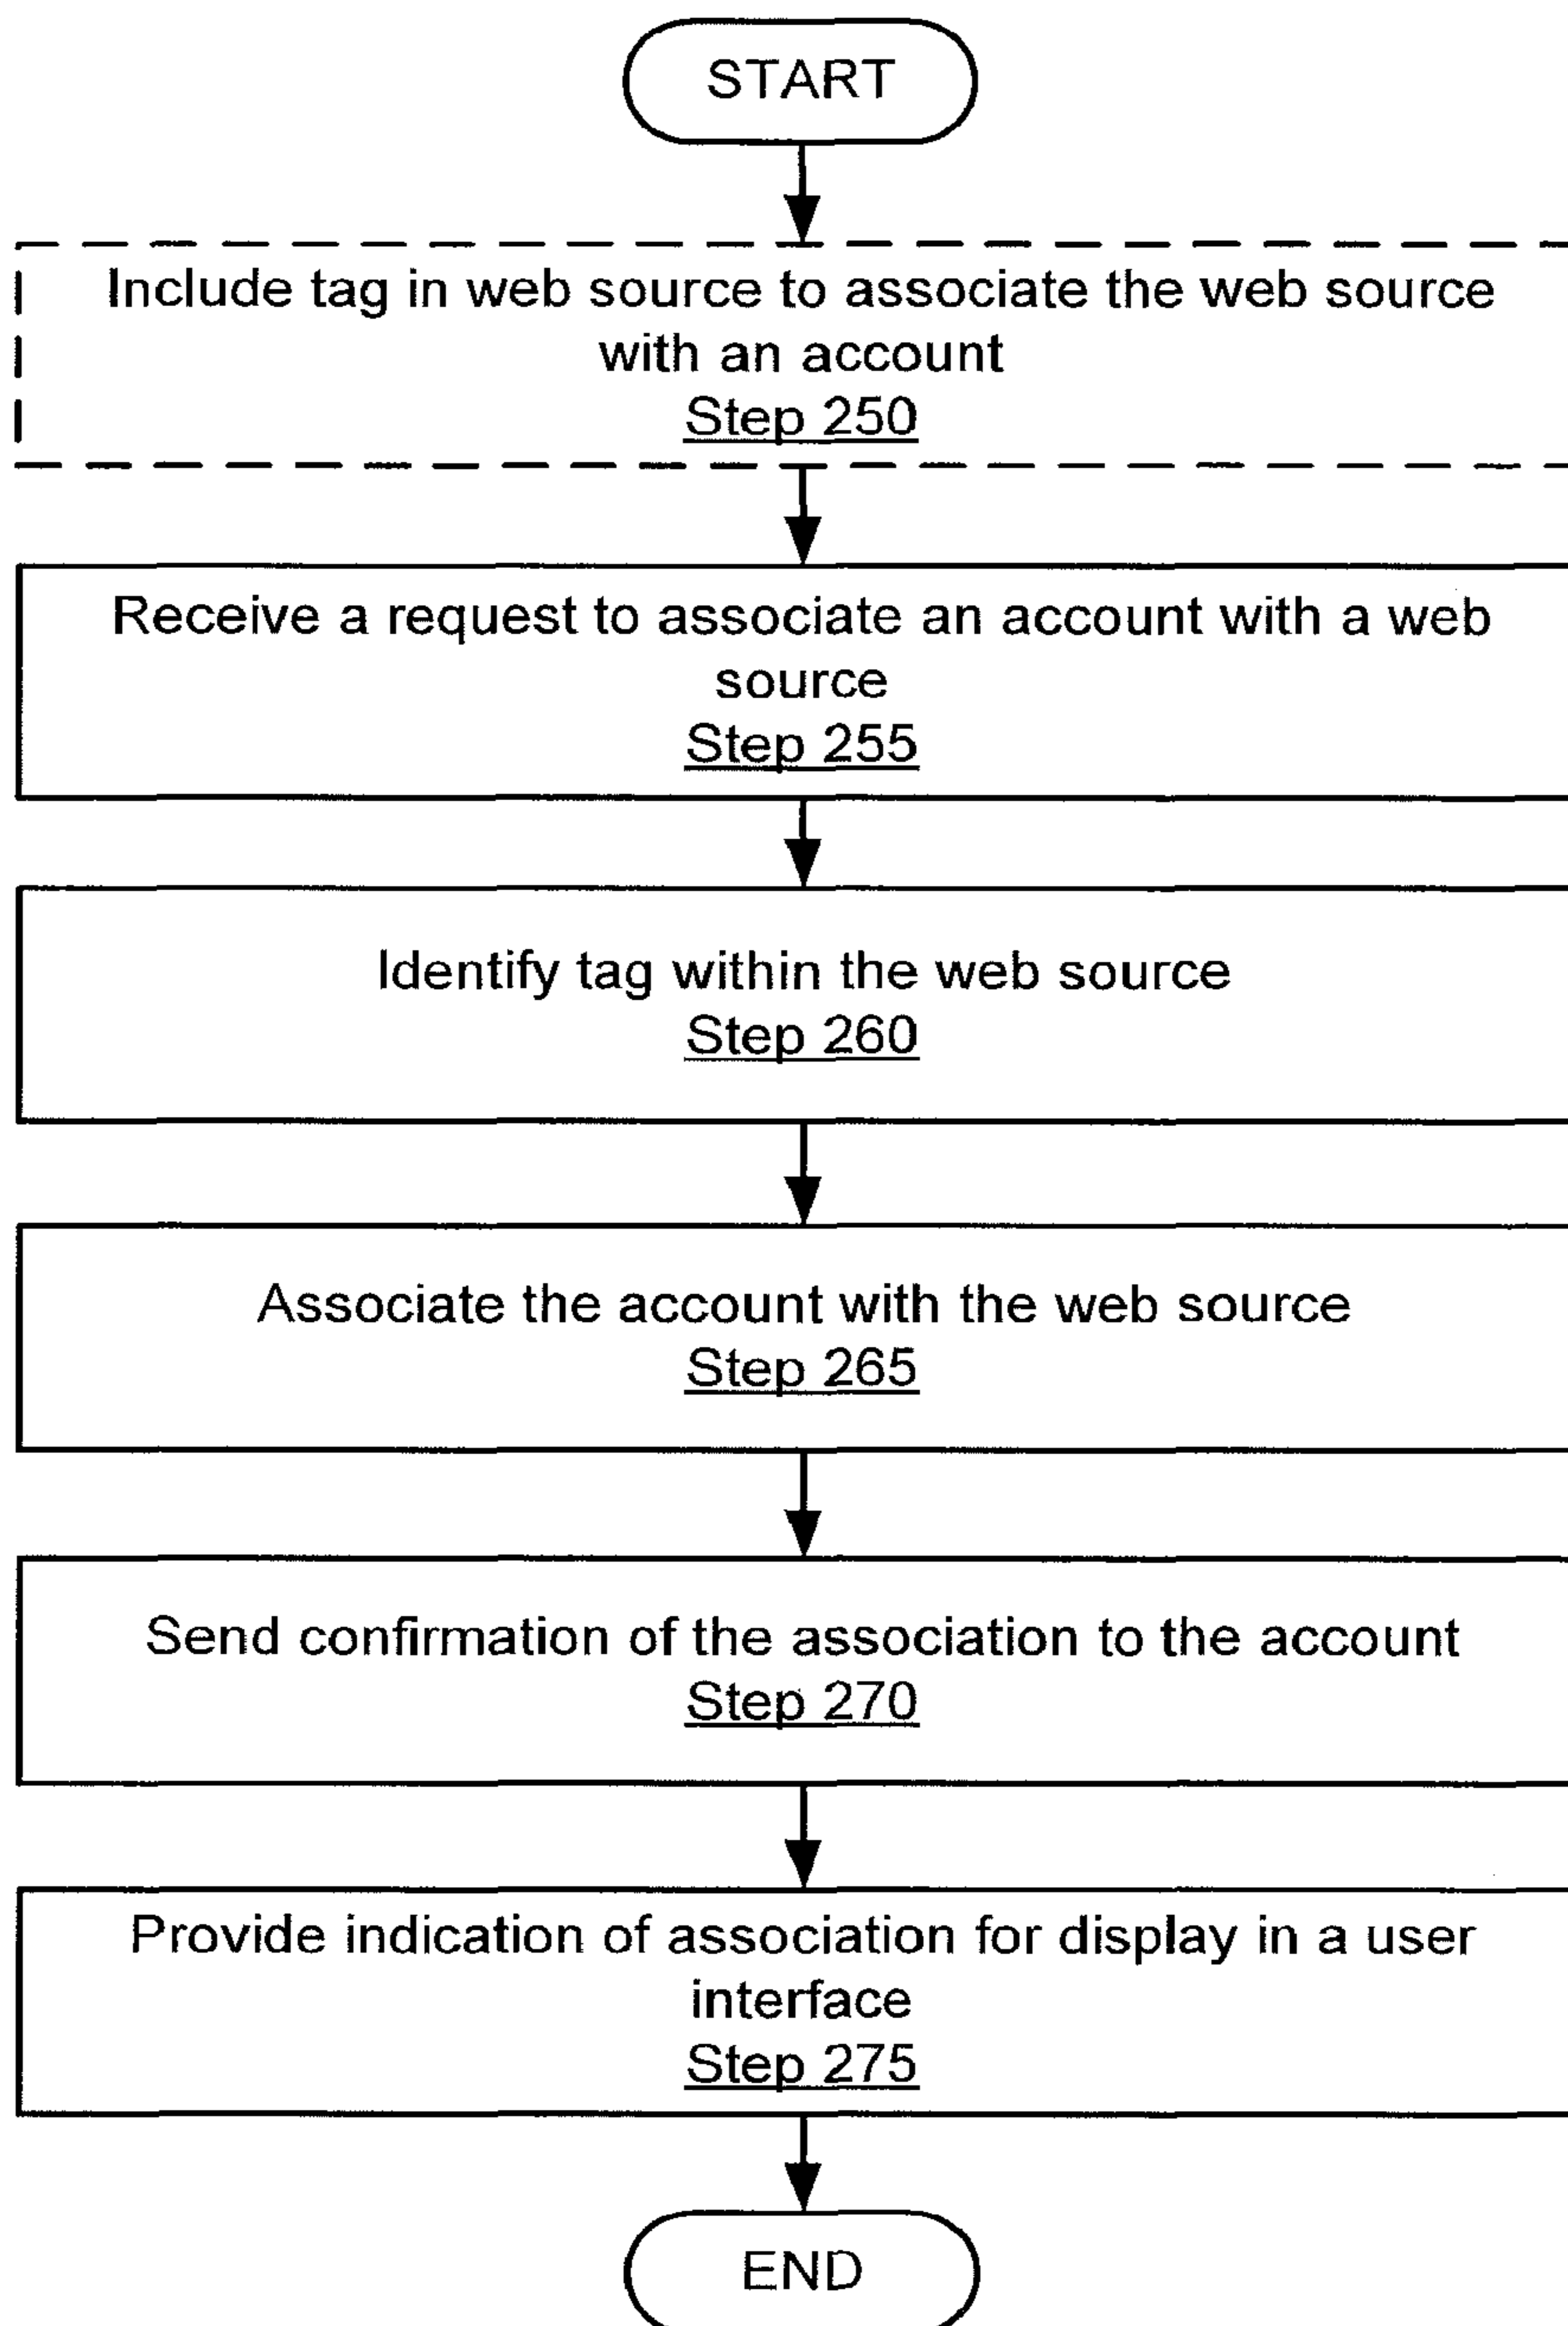 START
Include tag in web source to associate the web source
with an account
Step 250
Receive a request to associate an account with a web
source
Step 255
Identify tag within the web source
Step 260
Associate the account with the web source
Step 265
Send confirmation of the association to the account
Step 270
Provide indication of association for display in a user
interface
Step 275
END